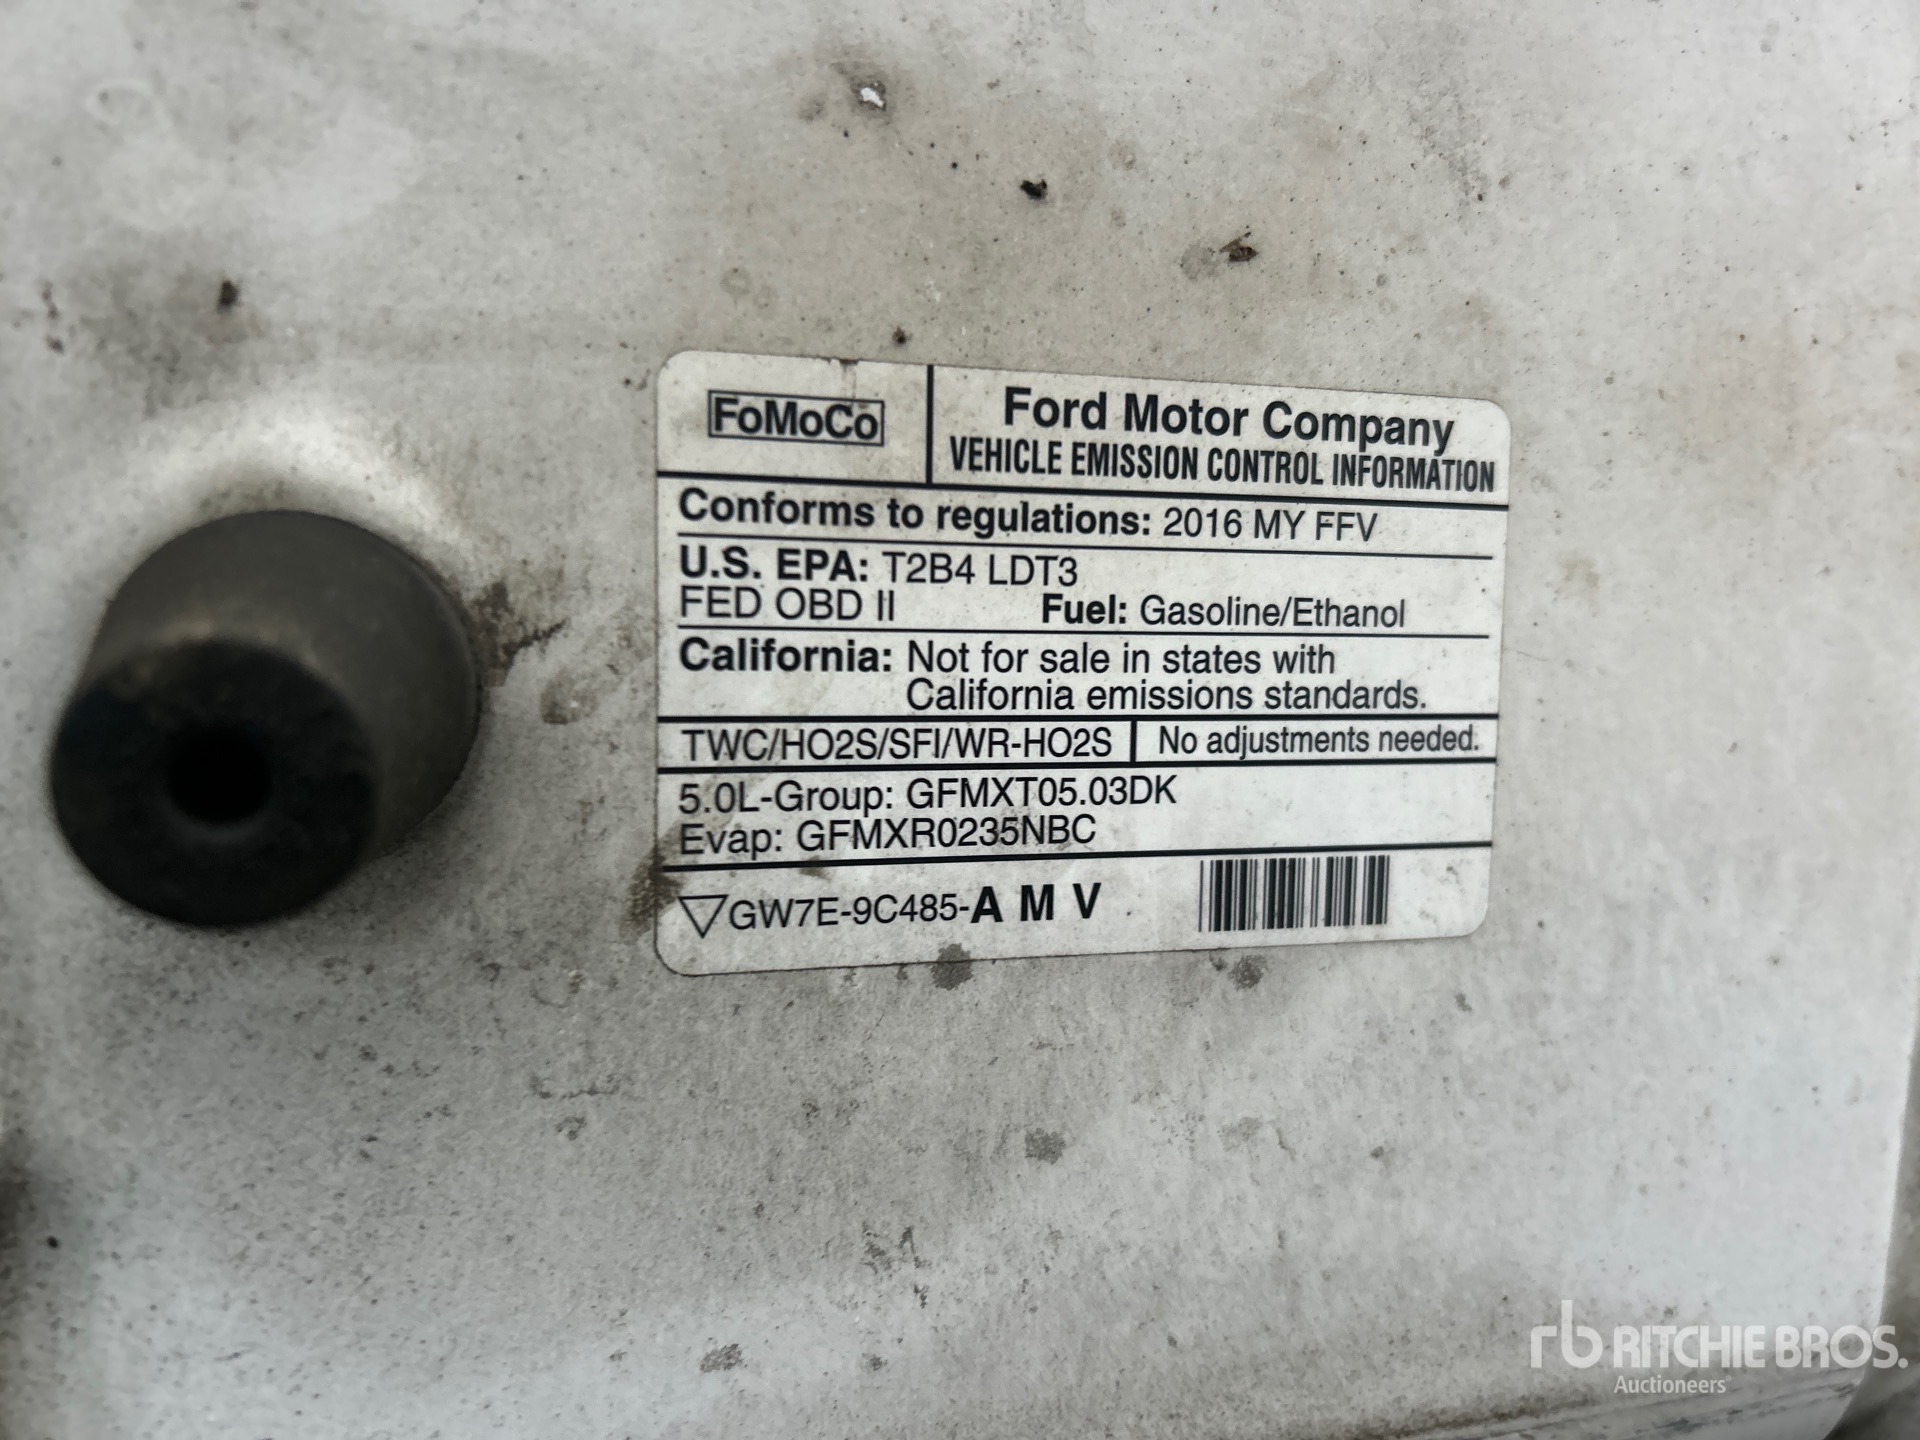 FoMoCo
Ford Motor Company
VEHICLE EMISSION CONTROL INFORMATION
Conforms to regulations: 2016 MY FFV
U.S. EPA: T2B4 LDT3
FED OBD II Fuel: Gasoline/Ethanol
California: Not for sale in states with
California emissions standards.
TWC/HO2S/SFI/WR-HO2S No adjustments needed.
5.0L-Group: GFMXT05.03DK
Evap: GFMXR0235NBC
GW7E-9C485-A M V
rb RITCHIE BROS.
Auctioneers